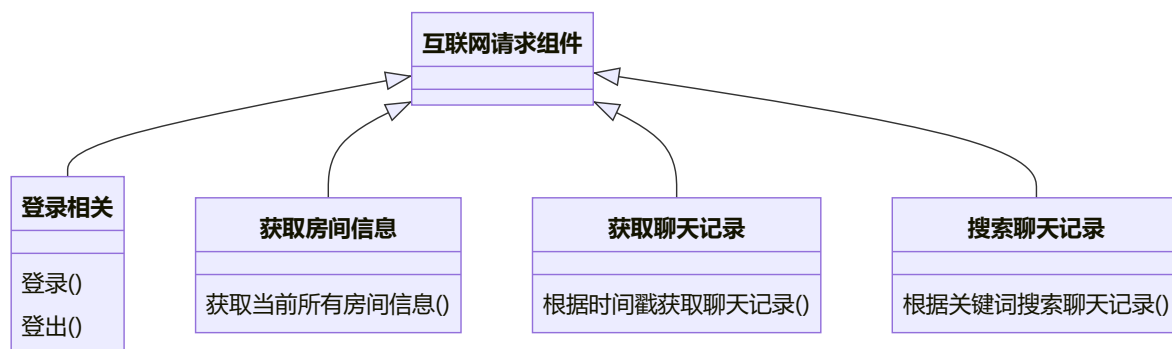 互联网请求组件
登录相关
登录()
登出()
获取房间信息
获取当前所有房间信息()
获取聊天记录
根据时间戳获取聊天记录()
搜索聊天记录
根据关键词搜索聊天记录()